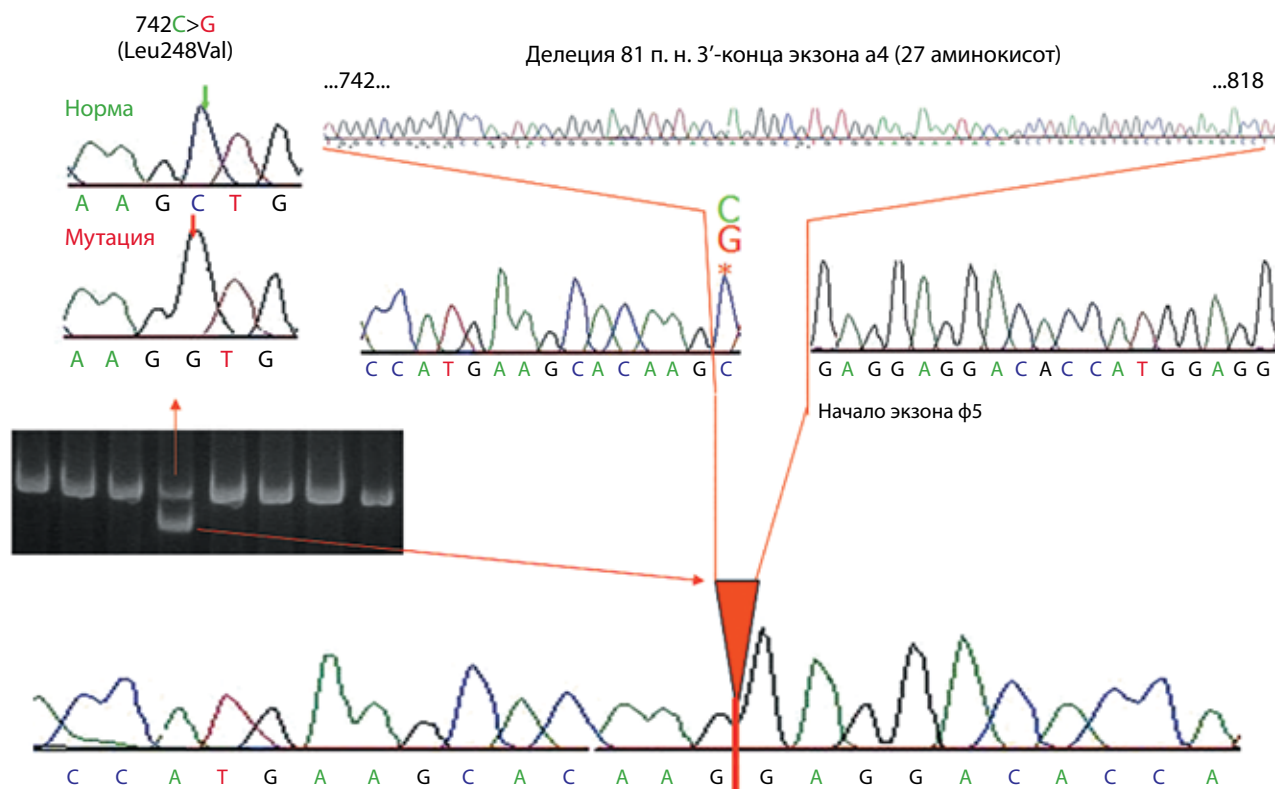 742C>G
(Leu248Val)
Делеция 81 п. н. 3′-конца экзона а4 (27 аминокисот)
...742...
...818
Норма
A A G C T G
Мутация
A A G G T G
C
G
*
C C A T G A A G C A C A A G C
G A G G A G G A C A C C A T G G A G G
Начало экзона ф5
C C A T G A A G C A C A A G G A G G A C A C C A